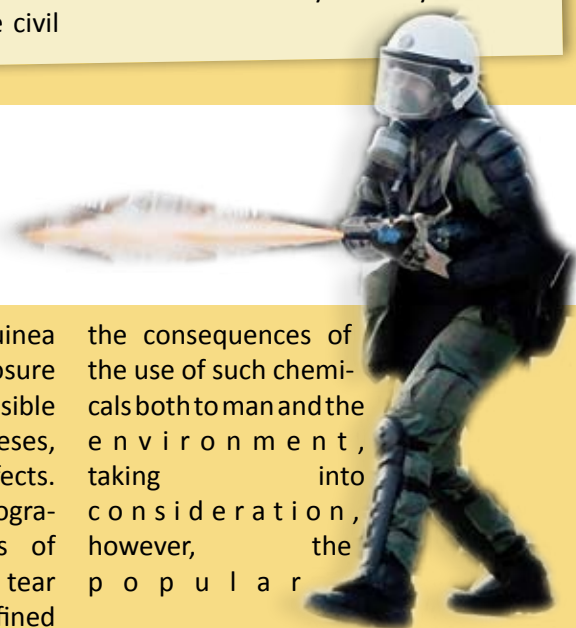 civil
uinea
osure
sible
eses,
ects.
ogra-
s of
tear
fined
the consequences of
the use of such chemi-
cals both to man and the
environment,
taking into
consideration,
however, the
popular